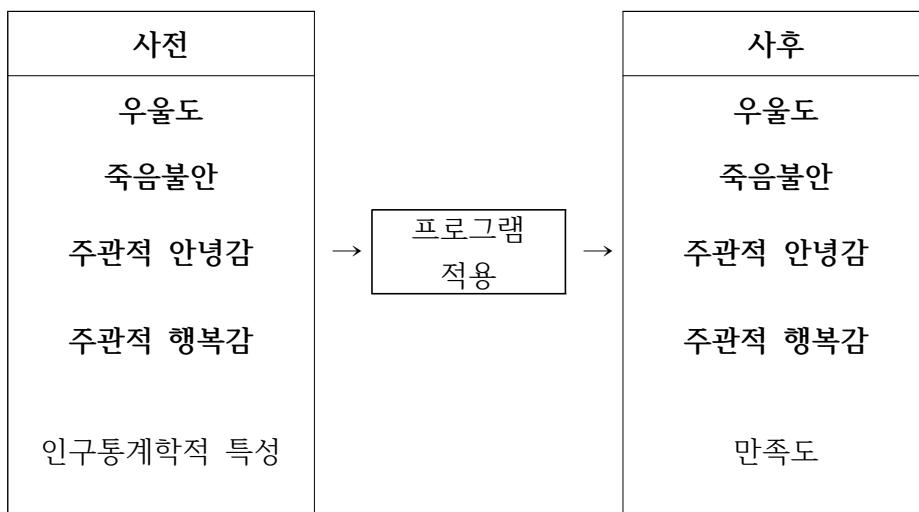 사전
우울도
죽음불안
주관적 안녕감
주관적 행복감
인구통계학적 특성
→
프로그램
적용
→
사후
우울도
죽음불안
주관적 안녕감
주관적 행복감
만족도